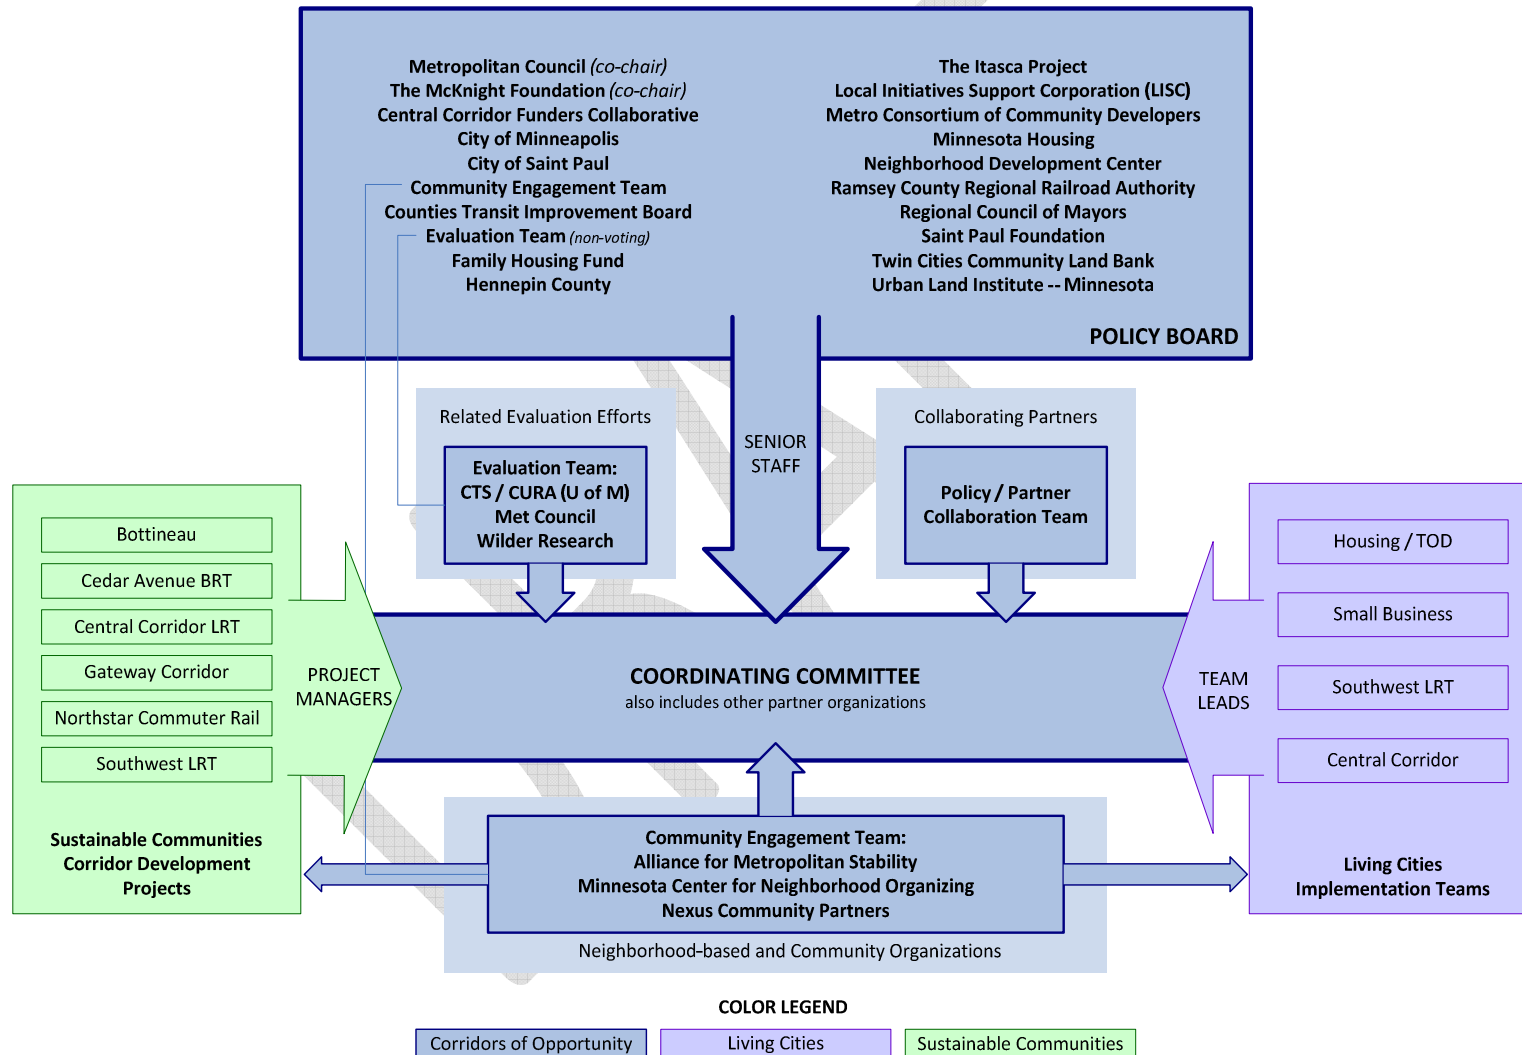 Metropolitan Council (co-chair)
The McKnight Foundation (co-chair)
Central Corridor Funders Collaborative
City of Minneapolis
City of Saint Paul
Community Engagement Team
Counties Transit Improvement Board
Evaluation Team (non-voting)
Family Housing Fund
Hennepin County
The Itasca Project
Local Initiatives Support Corporation (LISC)
Metro Consortium of Community Developers
Minnesota Housing
Neighborhood Development Center
Ramsey County Regional Railroad Authority
Regional Council of Mayors
Saint Paul Foundation
Twin Cities Community Land Bank
Urban Land Institute -- Minnesota
POLICY BOARD
Related Evaluation Efforts
Evaluation Team:
CTS / CURA (U of M)
Met Council
Wilder Research
SENIOR
STAFF
Collaborating Partners
Policy / Partner
Collaboration Team
Bottineau
Cedar Avenue BRT
Central Corridor LRT
Gateway Corridor
Northstar Commuter Rail
Southwest LRT
Sustainable Communities
Corridor Development
Projects
PROJECT
MANAGERS
COORDINATING COMMITTEE
also includes other partner organizations
TEAM
LEADS
Housing / TOD
Small Business
Southwest LRT
Central Corridor
Living Cities
Implementation Teams
Community Engagement Team:
Alliance for Metropolitan Stability
Minnesota Center for Neighborhood Organizing
Nexus Community Partners
Neighborhood-based and Community Organizations
COLOR LEGEND
Corridors of Opportunity
Living Cities
Sustainable Communities